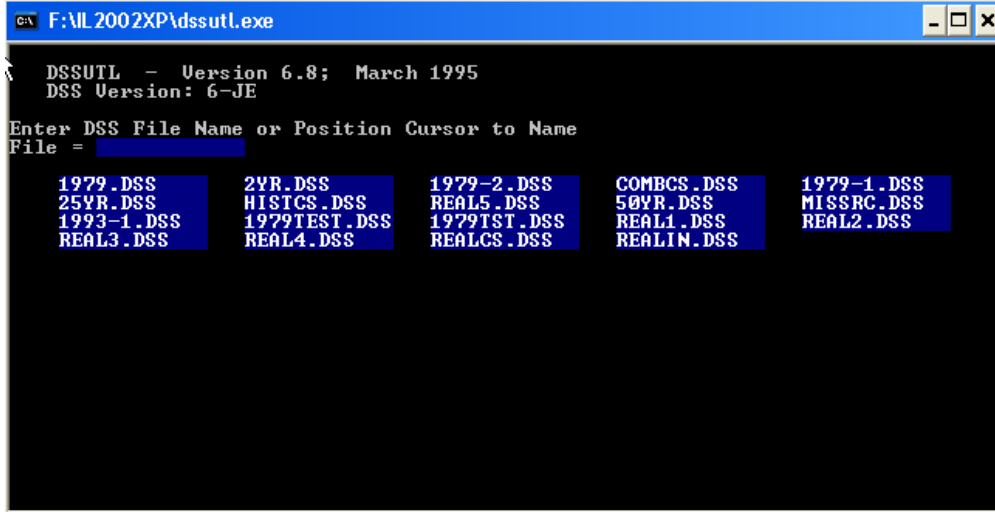 F:\IL2002XP\dssutl.exe
DSSUTL - Version 6.8; March 1995
DSS Version: 6-JE
Enter DSS File Name or Position Cursor to Name
File =
1979.DSS 2YR.DSS 1979-2.DSS COMBCS.DSS 1979-1.DSS
25YR.DSS HISTCS.DSS REAL5.DSS 50YR.DSS MISSRC.DSS
1993-1.DSS 1979TEST.DSS 1979TST.DSS REAL1.DSS REAL2.DSS
REAL3.DSS REAL4.DSS REALCS.DSS REALIN.DSS